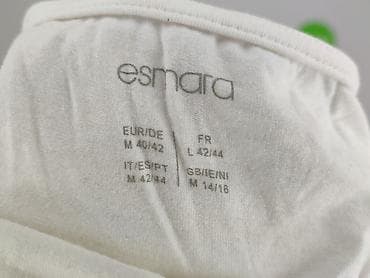 esmara
EUR/DE
M 40/42
FR
L 42/44
IT/ES/PT
M 42/44
GB/IE/NI
M 14/16